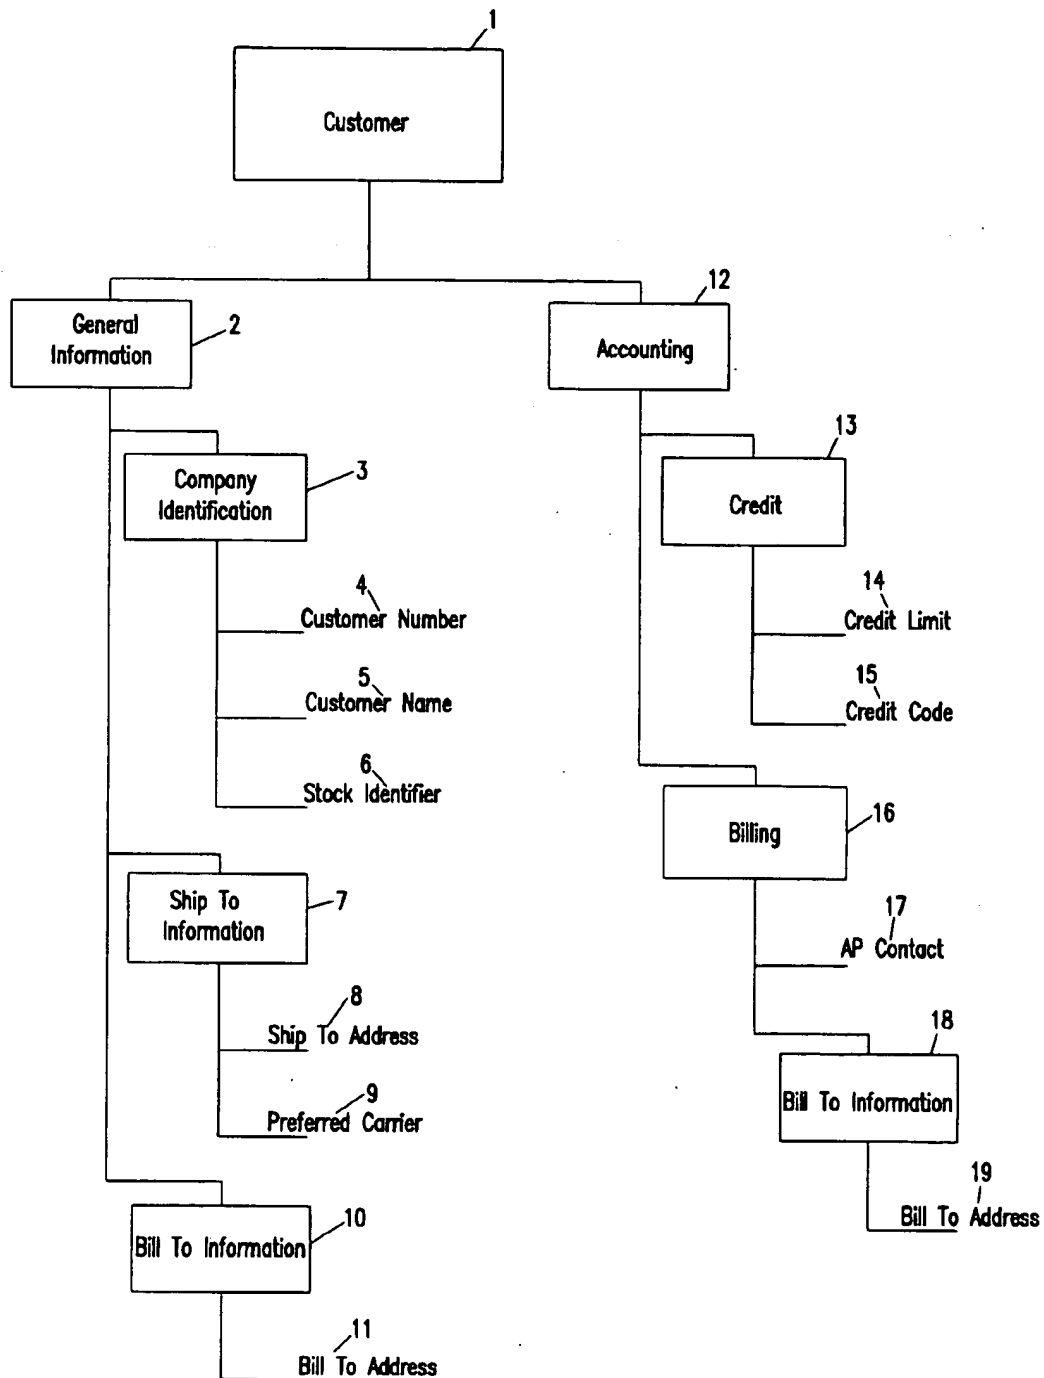 1
Customer
General
Information
2
12
Accounting
Company
Identification
3
13
Credit
4
Customer Number
14
Credit Limit
5
Customer Name
15
Credit Code
6
Stock Identifier
Billing
16
Ship To
Information
7
17
AP Contact
8
Ship To Address
18
Bill To Information
9
Preferred Carrier
19
Bill To Address
10
Bill To Information
11
Bill To Address